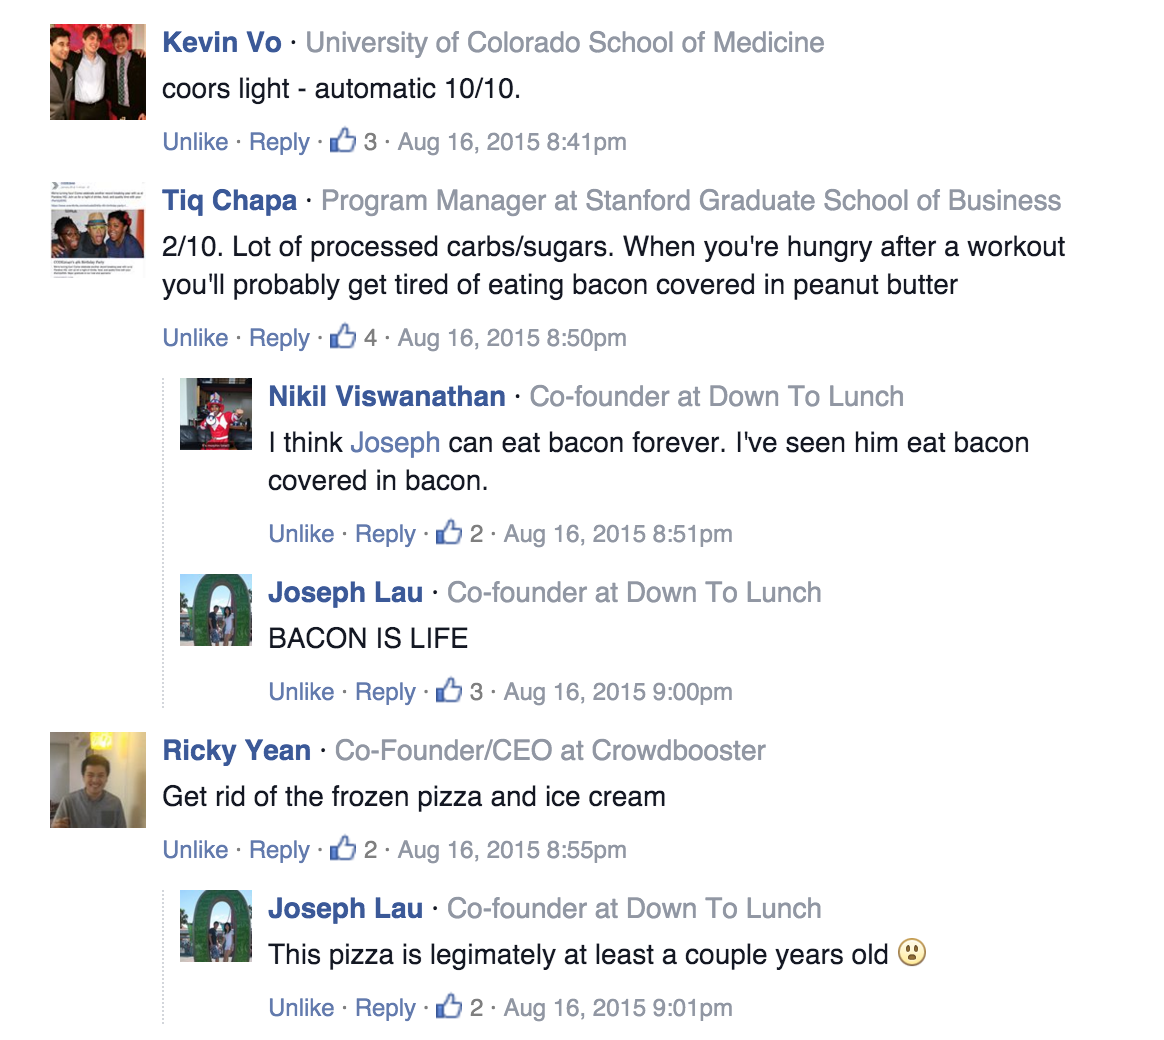 Kevin Vo · University of Colorado School of Medicine
coors light - automatic 10/10.
Unlike · Reply · 3 · Aug 16, 2015 8:41pm
Tiq Chapa · Program Manager at Stanford Graduate School of Business
2/10. Lot of processed carbs/sugars. When you're hungry after a workout
you'll probably get tired of eating bacon covered in peanut butter
Unlike · Reply · 4 · Aug 16, 2015 8:50pm
Nikil Viswanathan · Co-founder at Down To Lunch
I think Joseph can eat bacon forever. I've seen him eat bacon
covered in bacon.
Unlike · Reply · 2 · Aug 16, 2015 8:51pm
Joseph Lau · Co-founder at Down To Lunch
BACON IS LIFE
Unlike · Reply · 3 · Aug 16, 2015 9:00pm
Ricky Yean · Co-Founder/CEO at Crowdbooster
Get rid of the frozen pizza and ice cream
Unlike · Reply · 2 · Aug 16, 2015 8:55pm
Joseph Lau · Co-founder at Down To Lunch
This pizza is legimately at least a couple years old 😮
Unlike · Reply · 2 · Aug 16, 2015 9:01pm